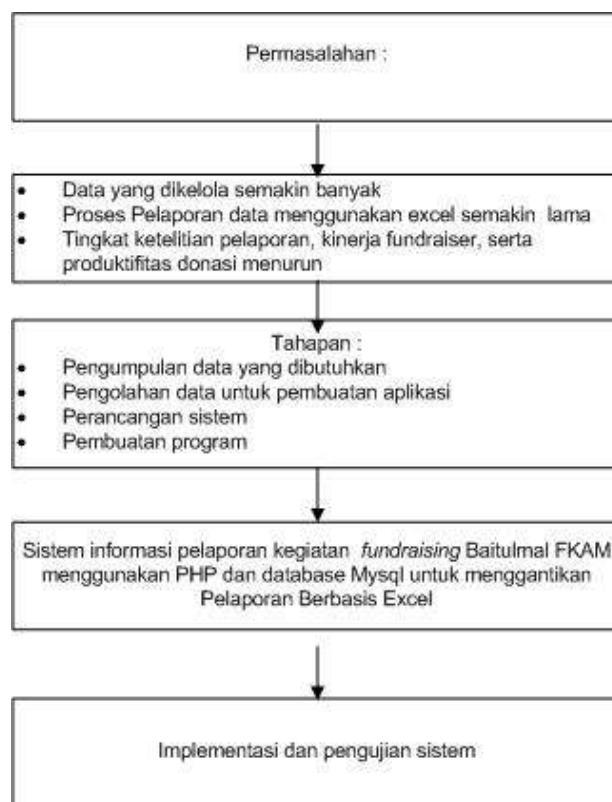 Permasalahan :
• Data yang dikelola semakin banyak
• Proses Pelaporan data menggunakan excel semakin lama
• Tingkat ketelitian pelaporan, kinerja fundraiser, serta
produktifitas donasi menurun
Tahapan :
• Pengumpulan data yang dibutuhkan
• Pengolahan data untuk pembuatan aplikasi
• Perancangan sistem
• Pembuatan program
Sistem informasi pelaporan kegiatan fundraising Baitulmal FKAM
menggunakan PHP dan database Mysql untuk menggantikan
Pelaporan Berbasis Excel
Implementasi dan pengujian sistem